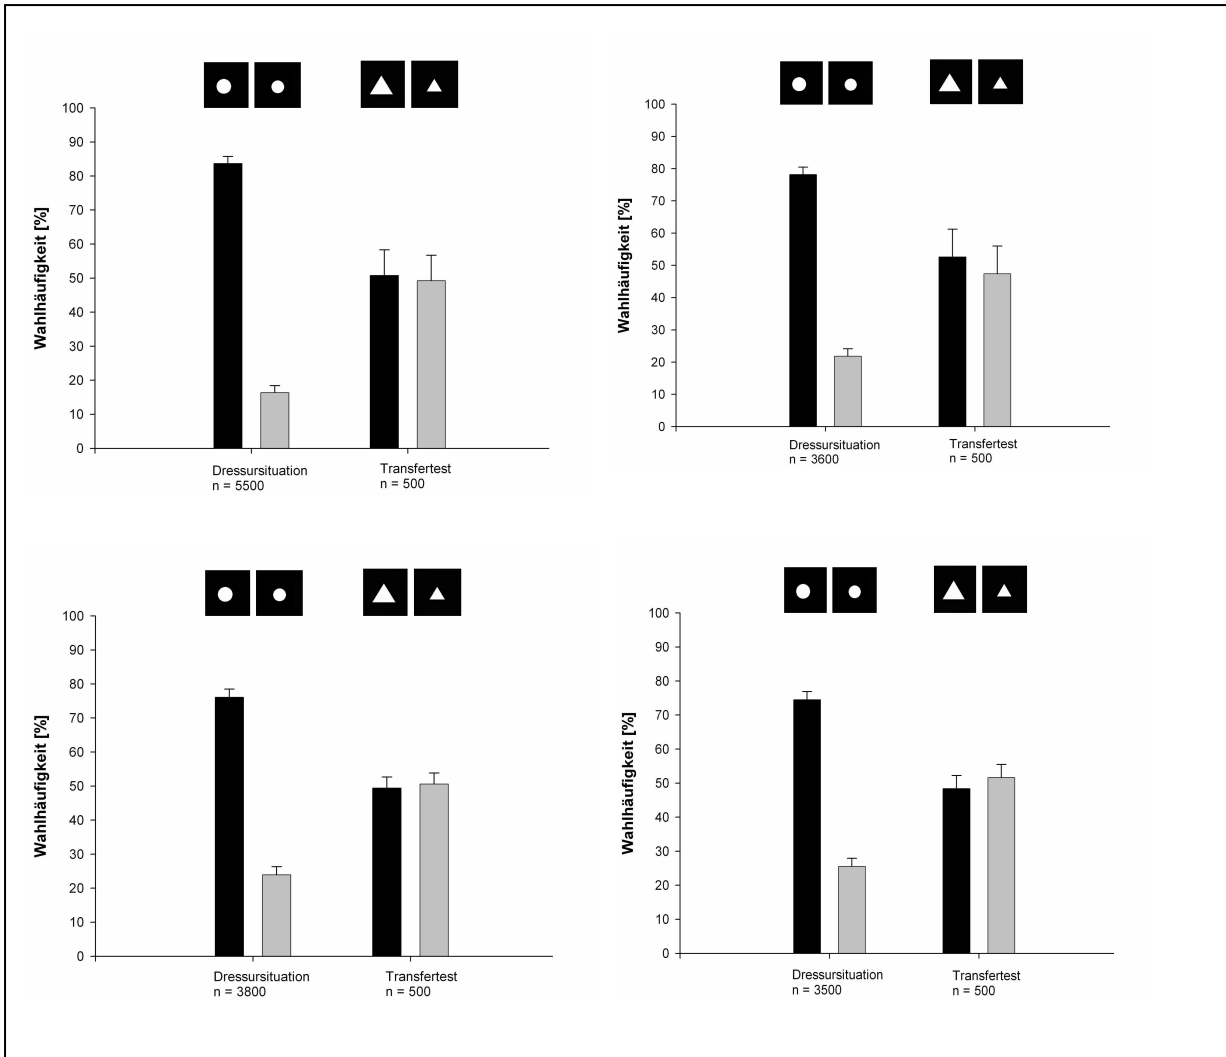 100
90
80
70
60
50
40
30
20
10
0
Wahlhäufigkeit [%]
Dressursituation
n = 5500
Transfertest
n = 500
100
90
80
70
60
50
40
30
20
10
0
Wahlhäufigkeit [%]
Dressursituation
n = 3600
Transfertest
n = 500
100
90
80
70
60
50
40
30
20
10
0
Wahlhäufigkeit [%]
Dressursituation
n = 3800
Transfertest
n = 500
100
90
80
70
60
50
40
30
20
10
0
Wahlhäufigkeit [%]
Dressursituation
n = 3500
Transfertest
n = 500